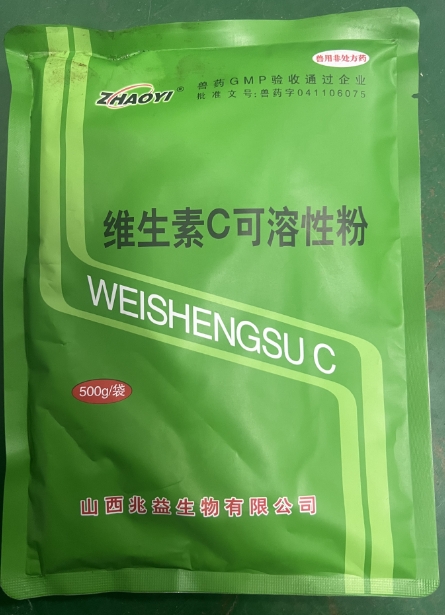 兽用非处方药
ZHAOYI®
兽药GMP验收通过企业
批准文号:兽药字041106075
维生素C可溶性粉
WEISHENGSU C
500g/袋
山西兆益生物有限公司